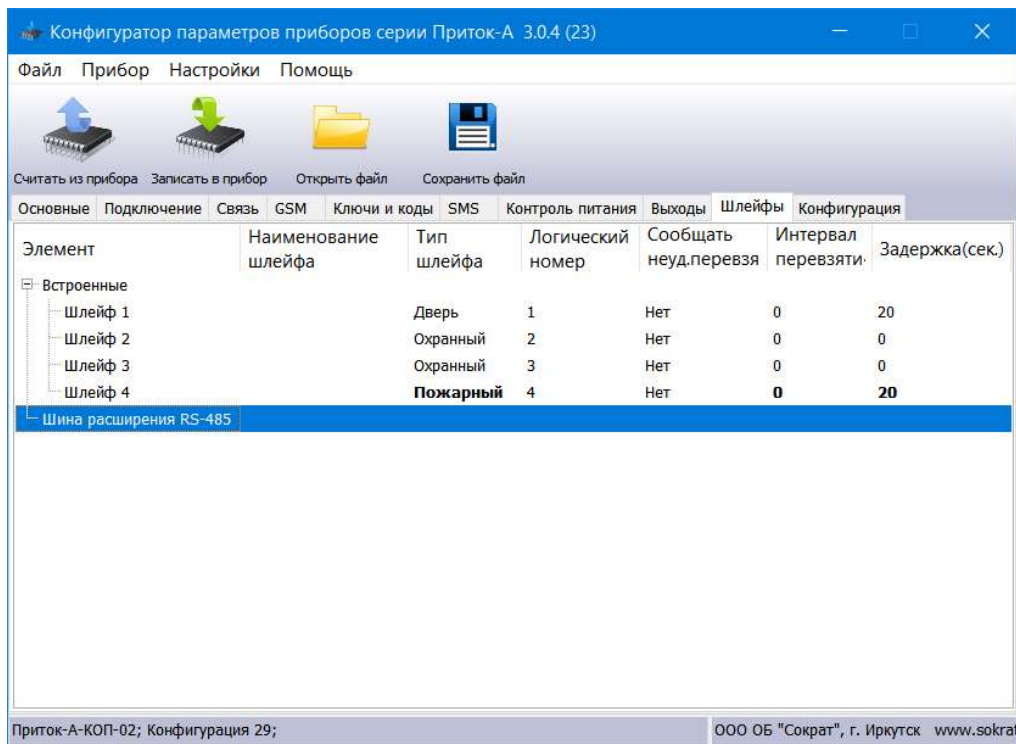 Конфигуратор параметров приборов серии Приток-А 3.0.4 (23)
Файл Прибор Настройки Помощь
Считать из прибора Записать в прибор Открыть файл Сохранить файл
Основные Подключение Связь GSM Ключи и коды SMS Контроль питания Выходы Шлейфы Конфигурация
Элемент Наименование шлейфа Тип шлейфа Логический номер Сообщать неуд.перевзя Интервал перевзяти Задержка(сек.)
Встроенные
Шлейф 1 Дверь 1 Нет 0 20
Шлейф 2 Охранный 2 Нет 0 0
Шлейф 3 Охранный 3 Нет 0 0
Шлейф 4 Пожарный 4 Нет 0 20
Шина расширения RS-485
Приток-А-КОП-02; Конфигурация 29; ООО ОБ "Сократ", г. Иркутск www.sokra